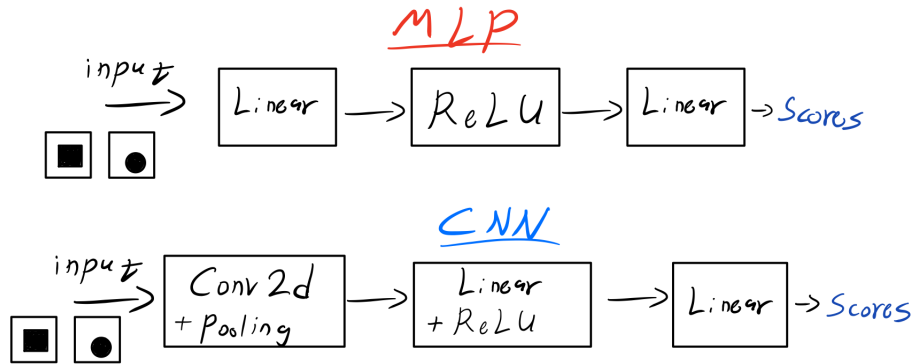 MLP
input
Linear
ReLU
Linear
Scores
CNN
input
Conv2d
+ Pooling
Linear
+ ReLU
Linear
Scores